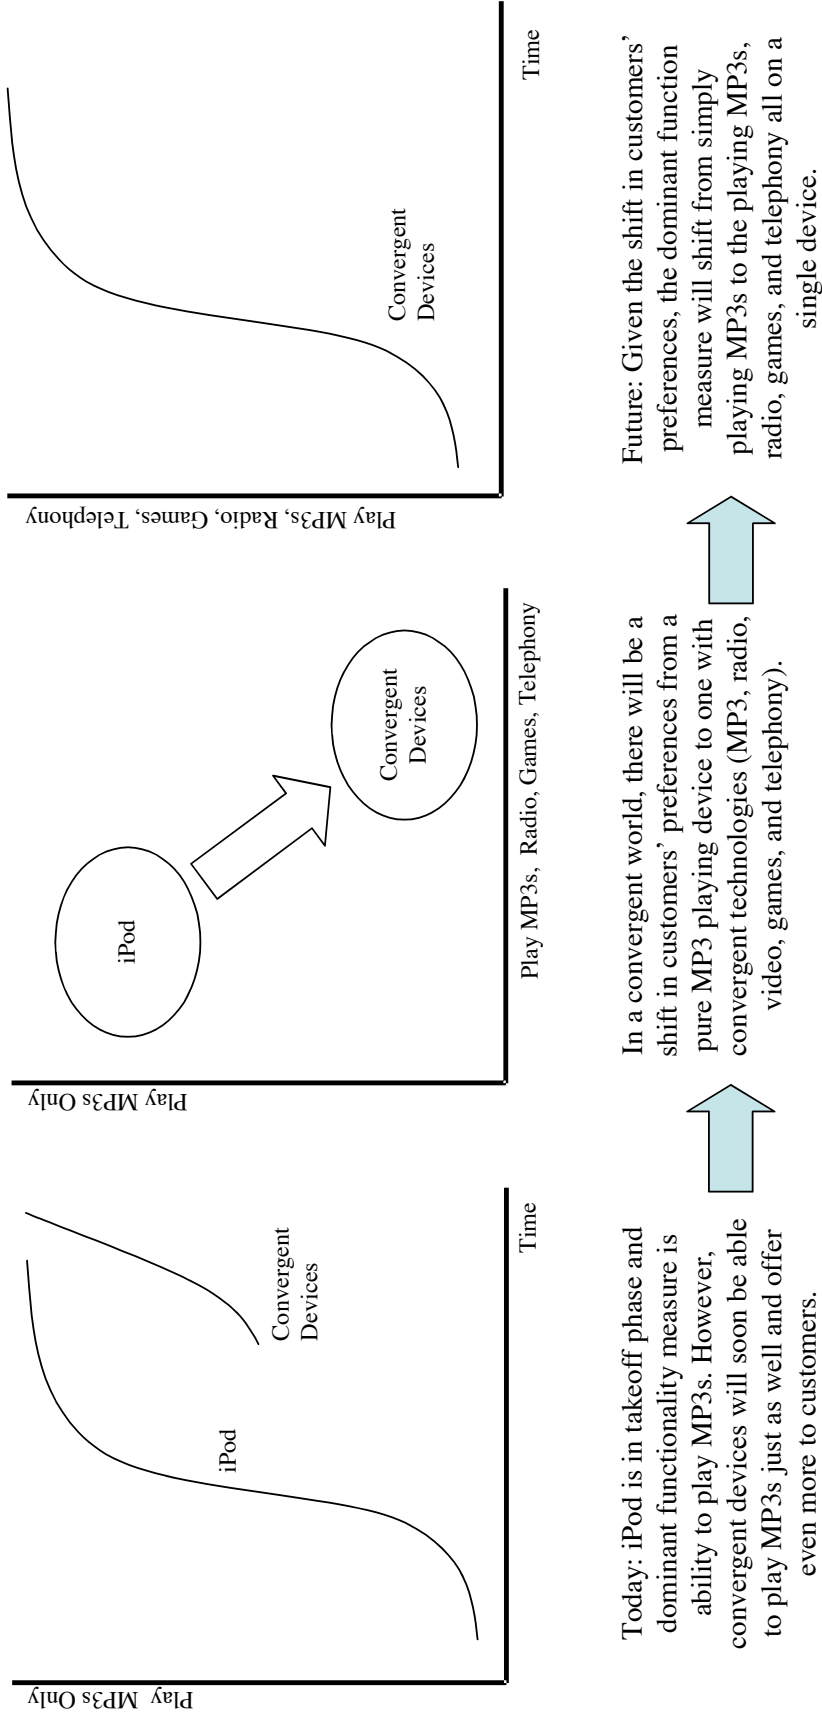 Play MP3s Only
iPod
Convergent
Devices
Time
Today: iPod is in takeoff phase and
dominant functionality measure is
ability to play MP3s. However,
convergent devices will soon be able
to play MP3s just as well and offer
even more to customers.
Play MP3s Only
iPod
Convergent
Devices
Play MP3s, Radio, Games, Telephony
In a convergent world, there will be a
shift in customers’ preferences from a
pure MP3 playing device to one with
convergent technologies (MP3, radio,
video, games, and telephony).
Play MP3s, Radio, Games, Telephony
Convergent
Devices
Time
Future: Given the shift in customers’
preferences, the dominant function
measure will shift from simply
playing MP3s to the playing MP3s,
radio, games, and telephony all on a
single device.